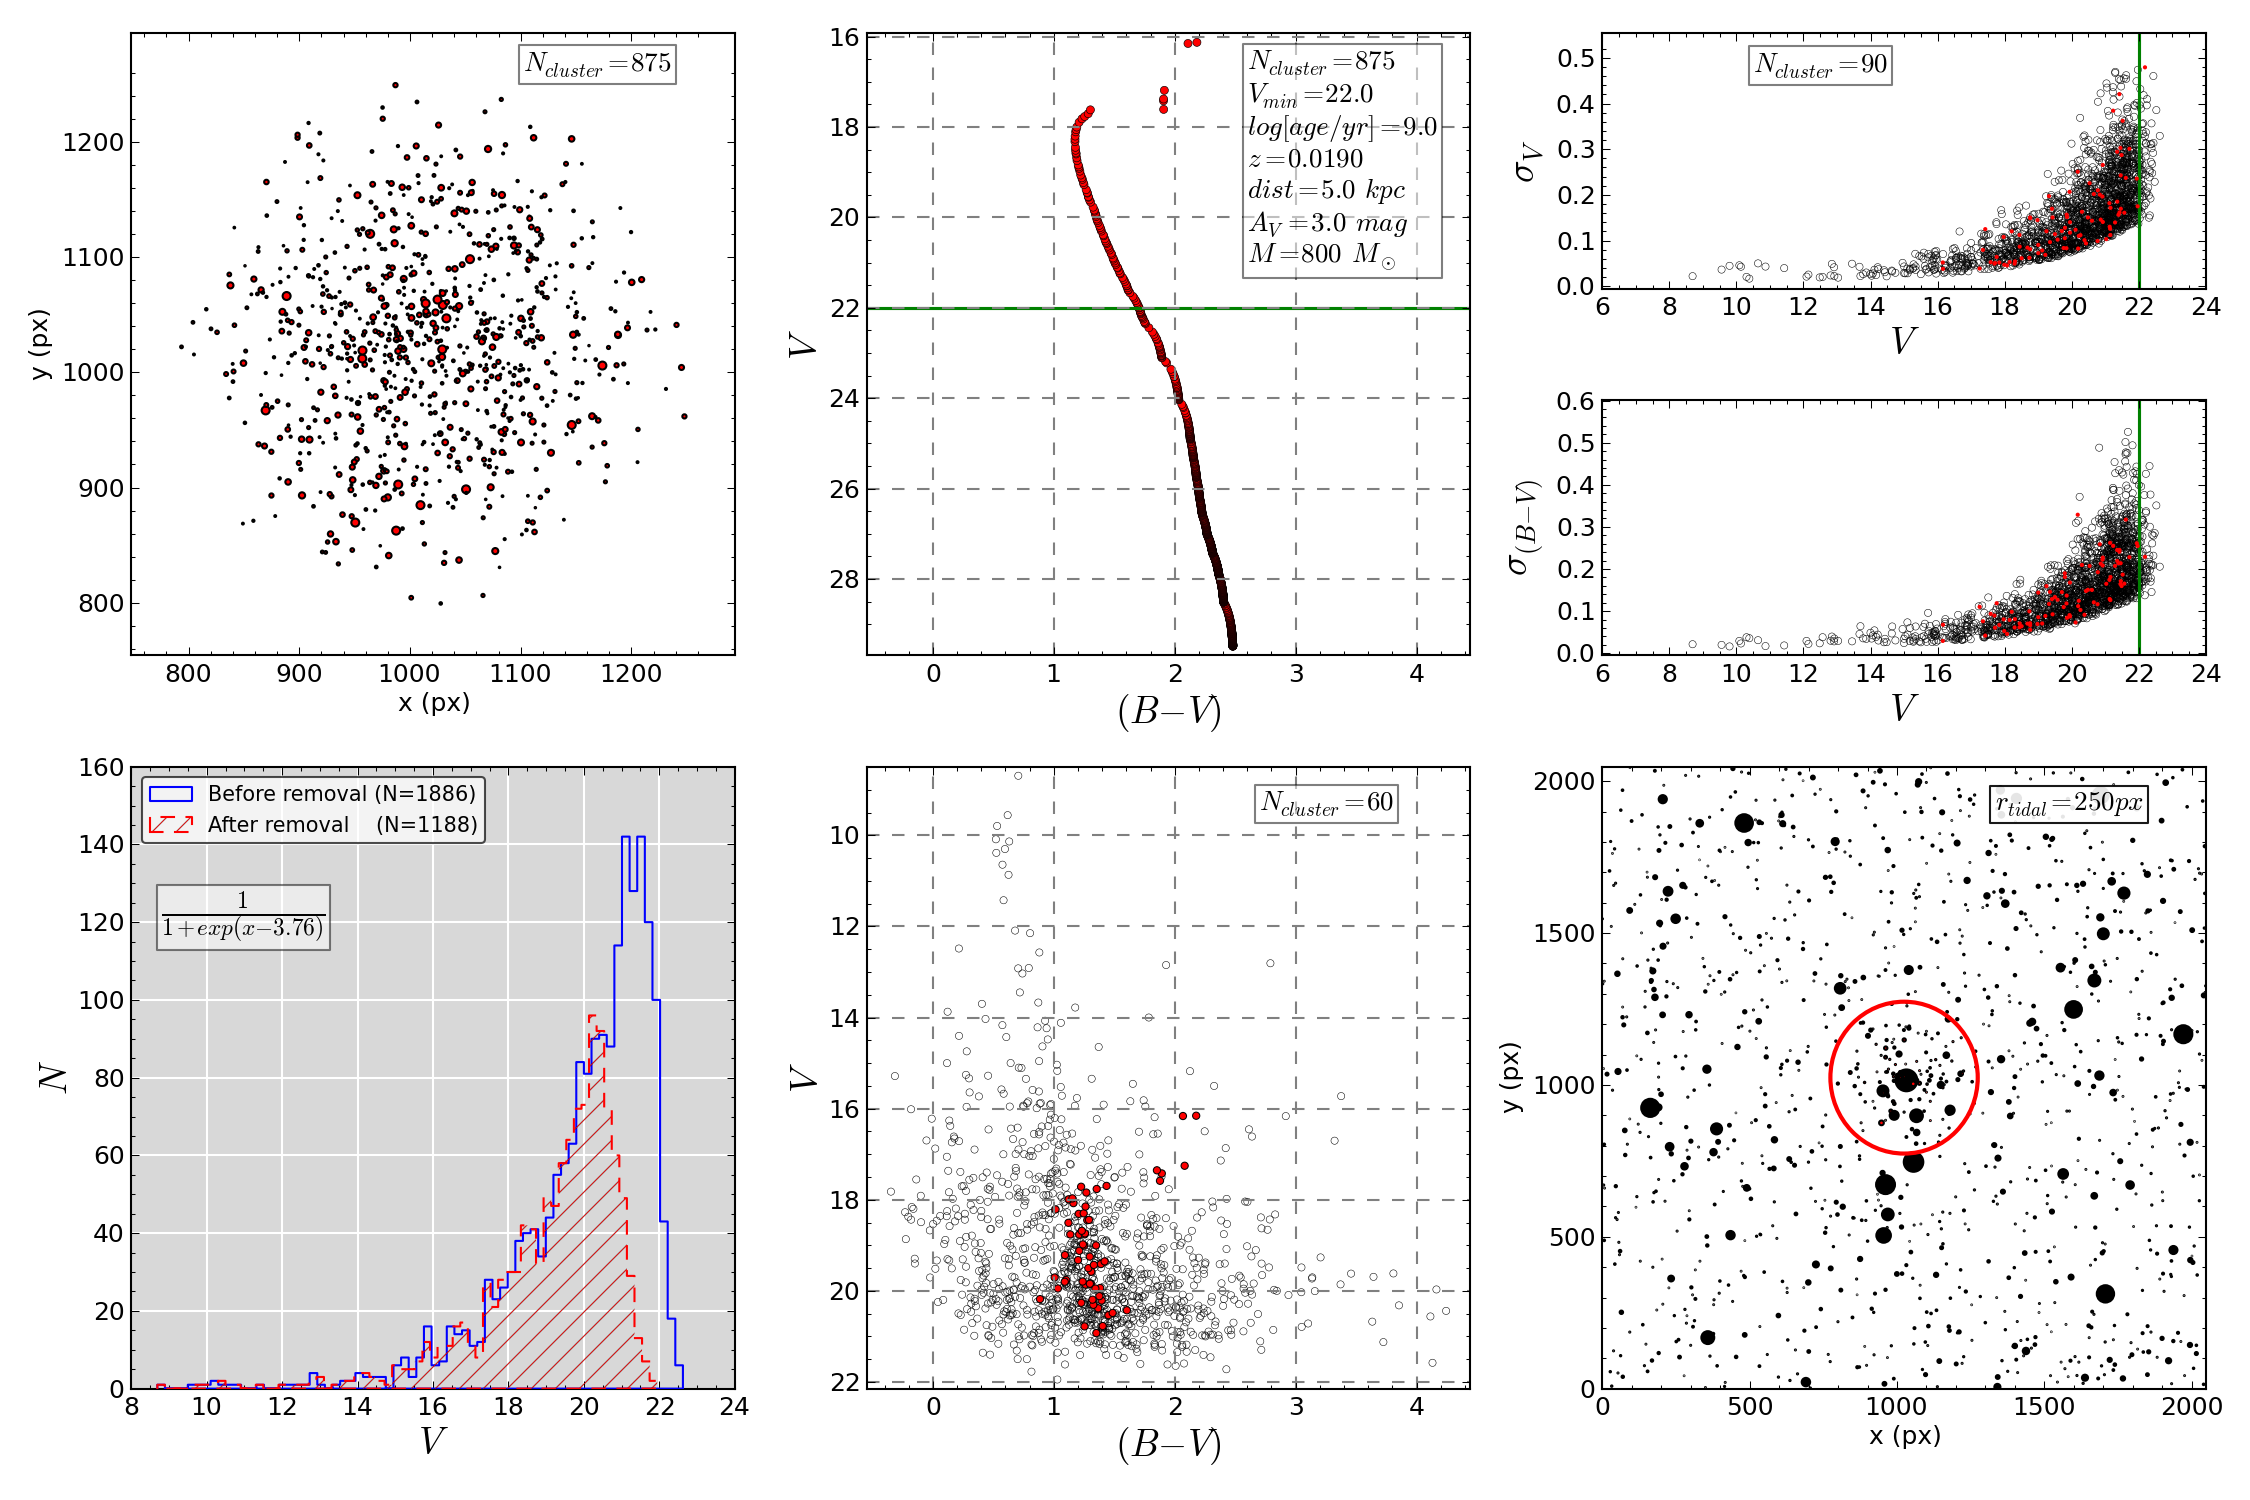 N_cluster=875
1200
1100
1000
900
800
y (px)
800 900 1000 1100 1200
x (px)
16
18
20
22
24
26
28
V
0 1 2 3 4
(B−V)
N_cluster=875
V_min=22.0
log[age/yr]=9.0
z=0.0190
dist=5.0 kpc
A_V=3.0 mag
M=800 M_⊙
N_cluster=90
0.5
0.4
0.3
0.2
0.1
0.0
σ_V
6 8 10 12 14 16 18 20 22 24
V
0.6
0.5
0.4
0.3
0.2
0.1
0.0
σ_(B−V)
6 8 10 12 14 16 18 20 22 24
V
160
140
120
100
80
60
40
20
0
N
Before removal (N=1886)
After removal (N=1188)
1
1+exp(x−3.76)
8 10 12 14 16 18 20 22 24
V
N_cluster=60
10
12
14
16
18
20
22
V
0 1 2 3 4
(B−V)
r_tidal=250px
2000
1500
1000
500
0
y (px)
0 500 1000 1500 2000
x (px)